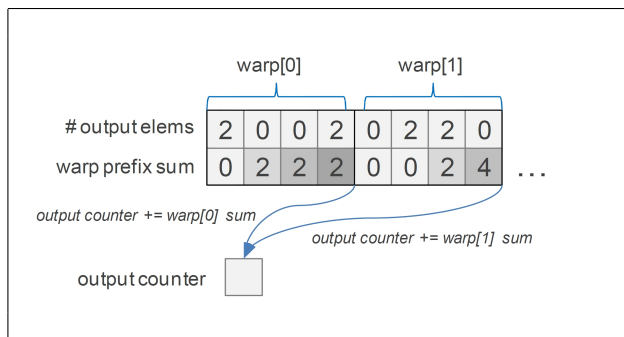 warp[0] warp[1]
# output elems 2 0 0 2 0 2 2 0
warp prefix sum 0 2 2 2 0 0 2 4 ...
output counter += warp[0] sum
output counter += warp[1] sum
output counter